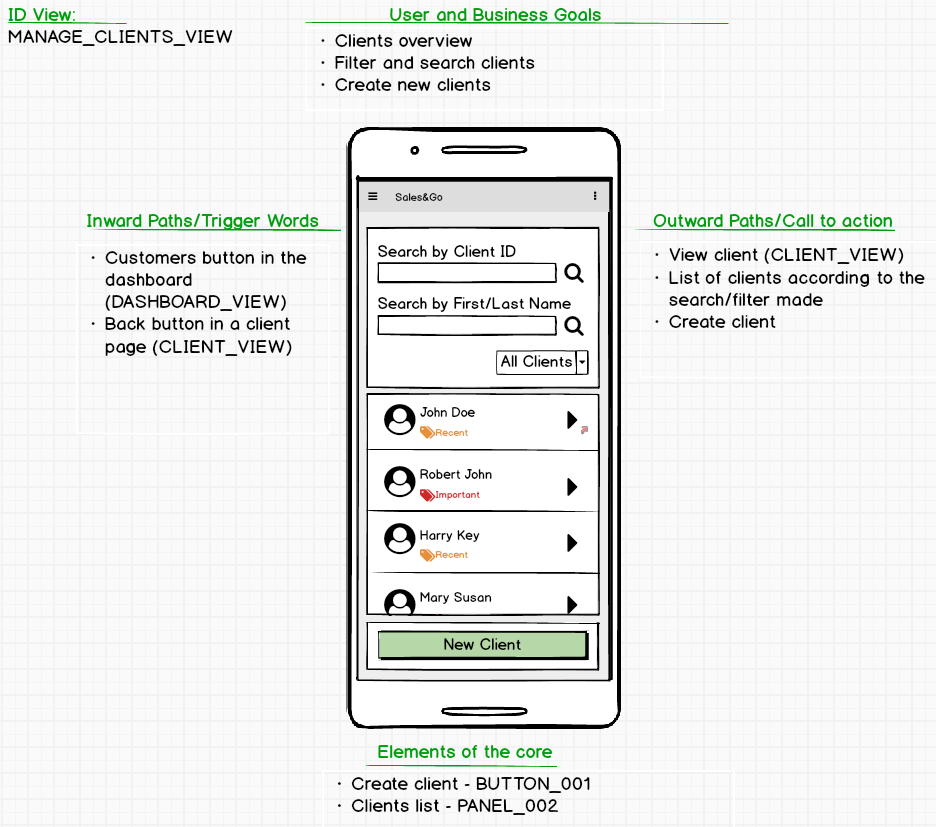 ID View:
MANAGE_CLIENTS_VIEW
User and Business Goals
· Clients overview
· Filter and search clients
· Create new clients
Inward Paths/Trigger Words
· Customers button in the
dashboard
(DASHBOARD_VIEW)
· Back button in a client
page (CLIENT_VIEW)
Sales&Go
Search by Client ID
Search by First/Last Name
All Clients
John Doe
Recent
Robert John
Important
Harry Key
Recent
Mary Susan
New Client
Outward Paths/Call to action
· View client (CLIENT_VIEW)
· List of clients according to the
search/filter made
· Create client
Elements of the core
· Create client - BUTTON_001
· Clients list - PANEL_002